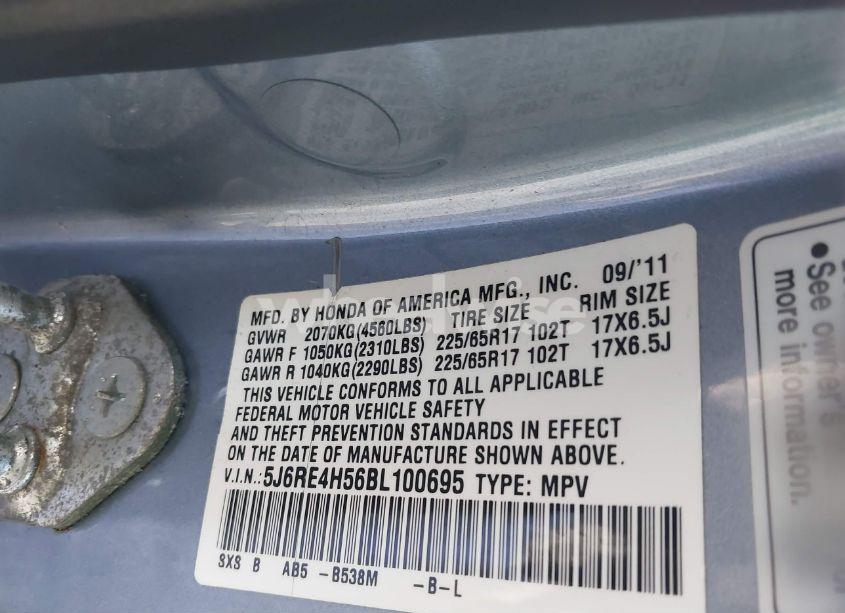 MFD. BY HONDA OF AMERICA MFG., INC. 09/'11
GVWR 2070KG(4560LBS) TIRE SIZE RIM SIZE
GAWR F 1050KG(2310LBS) 225/65R17 102T 17X6.5J
GAWR R 1040KG(2290LBS) 225/65R17 102T 17X6.5J
THIS VEHICLE CONFORMS TO ALL APPLICABLE
FEDERAL MOTOR VEHICLE SAFETY
AND THEFT PREVENTION STANDARDS IN EFFECT
ON THE DATE OF MANUFACTURE SHOWN ABOVE.
V.I.N.: 5J6RE4H56BL100695 TYPE: MPV
SXS B AB5 -B538M -B-L
●See owner's
more information.